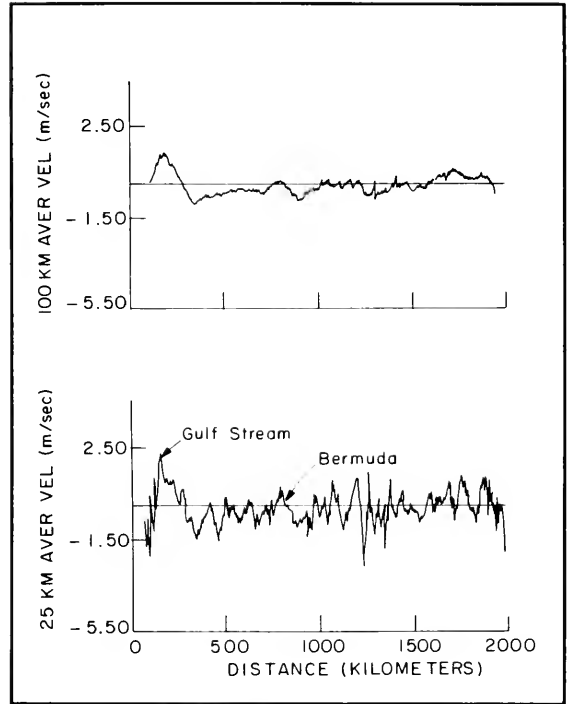 100 KM AVER VEL (m/sec)
2.50
- 1.50
- 5.50
25 KM AVER VEL (m/sec)
2.50
Gulf Stream
Bermuda
- 1.50
- 5.50
0 500 1000 1500 2000
DISTANCE (KILOMETERS)